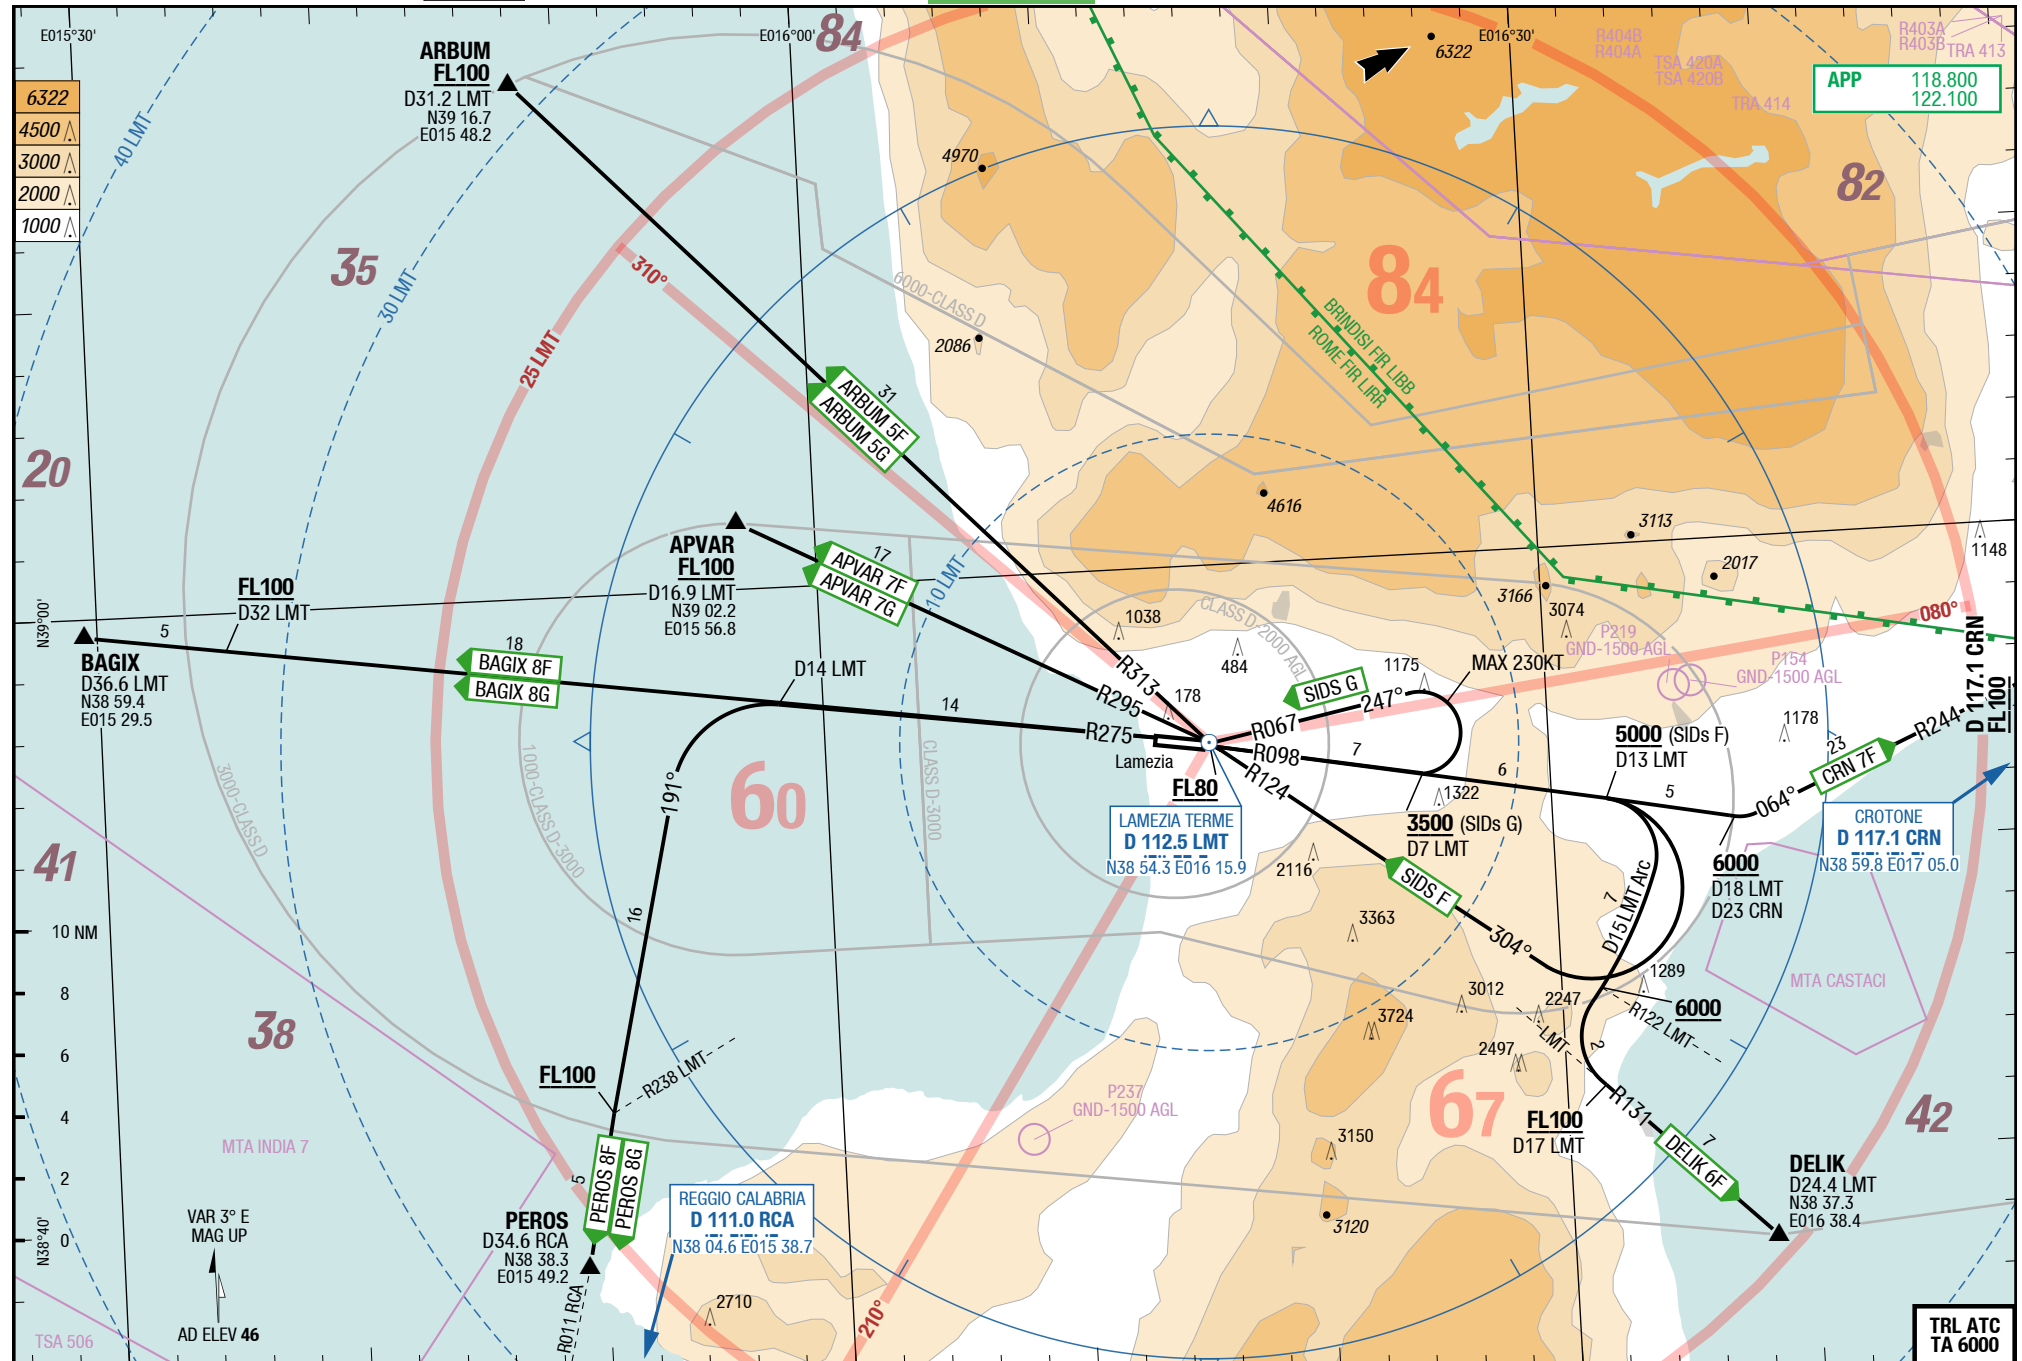 E015°30'
E016°00'
84
E016°30'
R404B
R404A
TSA 420A
TSA 420B
TRA 414
R403A
R403B
TRA 413
APP 118.800
122.100
6322
4500
3000
2000
1000
40 LMT
ARBUM
FL100
D31.2 LMT
N39 16.7
E015 48.2
6322
4970
82
35
30 LMT
310°
25 LMT
6000-CLASS D
2086
84
BRINDISI FIR LIBB
ROME FIR LIRR
31
ARBUM 5F
ARBUM 5G
20
4616
3113
2017
1148
3166
3074
APVAR
FL100
D16.9 LMT
N39 02.2
E015 56.8
17
APVAR 7F
APVAR 7G
10 LMT
FL100
D32 LMT
N39°00'
5
BAGIX
D36.6 LMT
N38 59.4
E015 29.5
18
BAGIX 8F
BAGIX 8G
D14 LMT
14
1038
484
178
CLASS D-2000 AGL
R313
R295
R275
Lamezia
SIDS G
1175
MAX 230KT
R067
247°
R098
7
R124
6
5
P219
GND-1500 AGL
P154
GND-1500 AGL
1178
080°
D 117.1 CRN
FL100
R244
23
CRN 7F
064°
5000 (SIDs F)
D13 LMT
FL80
LAMEZIA TERME
D 112.5 LMT
N38 54.3 E016 15.9
1322
3500 (SIDs G)
D7 LMT
CROTONE
D 117.1 CRN
N38 59.8 E017 05.0
6000
D18 LMT
D23 CRN
191°
60
CLASS D-3000
1000-CLASS D-3000
3000-CLASS D
41
2116
SIDS F
304°
7
D15 LMT Arc
16
3363
3012
3724
2247
2497
1289
6000
R122 LMT
LMT
2
MTA CASTACI
10 NM
8
6
4
2
0
38
FL100
R238 LMT
P237
GND-1500 AGL
67
FL100
D17 LMT
R131
7
DELIK 6F
42
DELIK
D24.4 LMT
N38 37.3
E016 38.4
3150
3120
MTA INDIA 7
5
PEROS 8F
PEROS 8G
PEROS
D34.6 RCA
N38 38.3
E015 49.2
R011 RCA
REGGIO CALABRIA
D 111.0 RCA
N38 04.6 E015 38.7
2710
210°
N38°40'
VAR 3° E
MAG UP
AD ELEV 46
TSA 506
TRL ATC
TA 6000